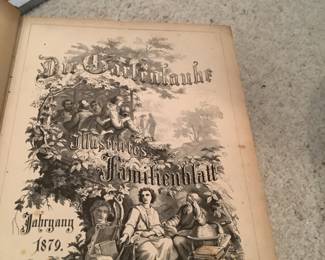 Die Gartenlaube
Illustrirtes
Familienblatt
Jahrgang
1879.